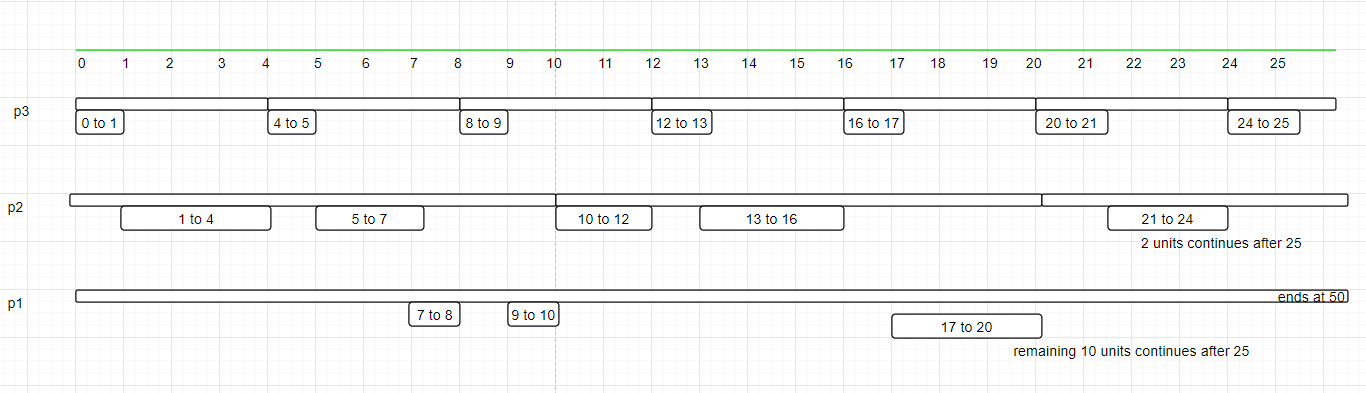 0 1 2 3 4 5 6 7 8 9 10 11 12 13 14 15 16 17 18 19 20 21 22 23 24 25
p3
0 to 1 4 to 5 8 to 9 12 to 13 16 to 17 20 to 21 24 to 25
p2
1 to 4 5 to 7 10 to 12 13 to 16 21 to 24
2 units continues after 25
p1
ends at 50
7 to 8 9 to 10
17 to 20
remaining 10 units continues after 25